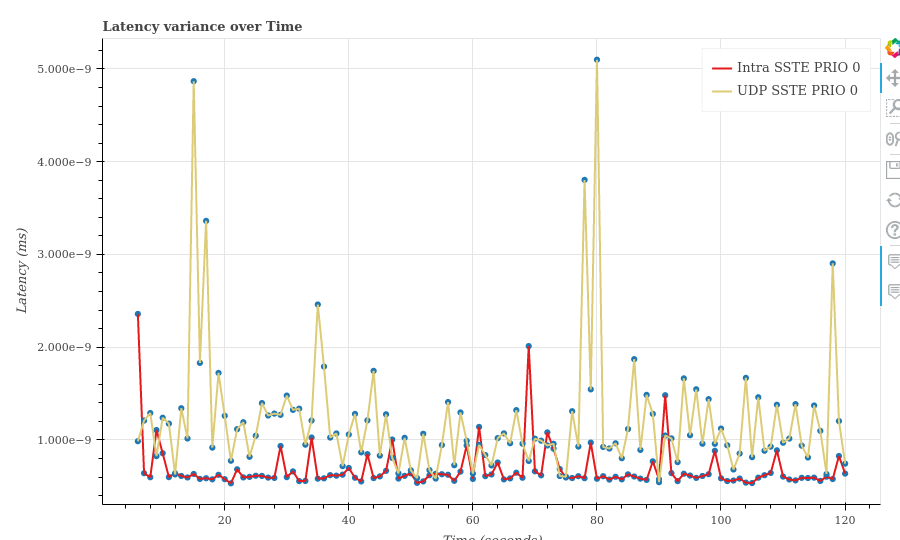 Latency variance over Time
Intra SSTE PRIO 0
UDP SSTE PRIO 0
5.000e−9
4.000e−9
3.000e−9
2.000e−9
1.000e−9
Latency (ms)
20 40 60 80 100 120
Time (seconds)